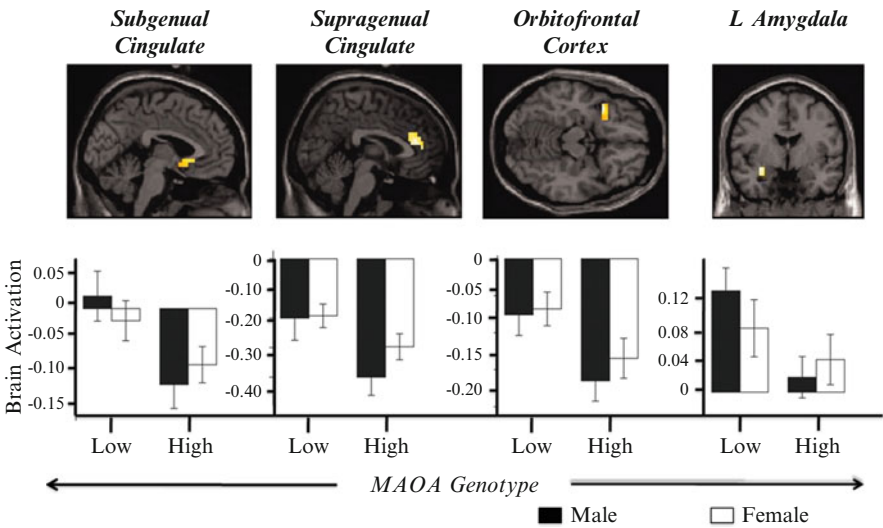 Subgenual Cingulate
Supragenual Cingulate
Orbitofrontal Cortex
L Amygdala
Brain Activation
0.05
0
-0.05
-0.10
-0.15
0
-0.10
-0.20
-0.30
-0.40
0
-0.05
-0.10
-0.15
-0.20
0.12
0.08
0.04
0
Low High
Low High
Low High
Low High
MAOA Genotype
Male Female